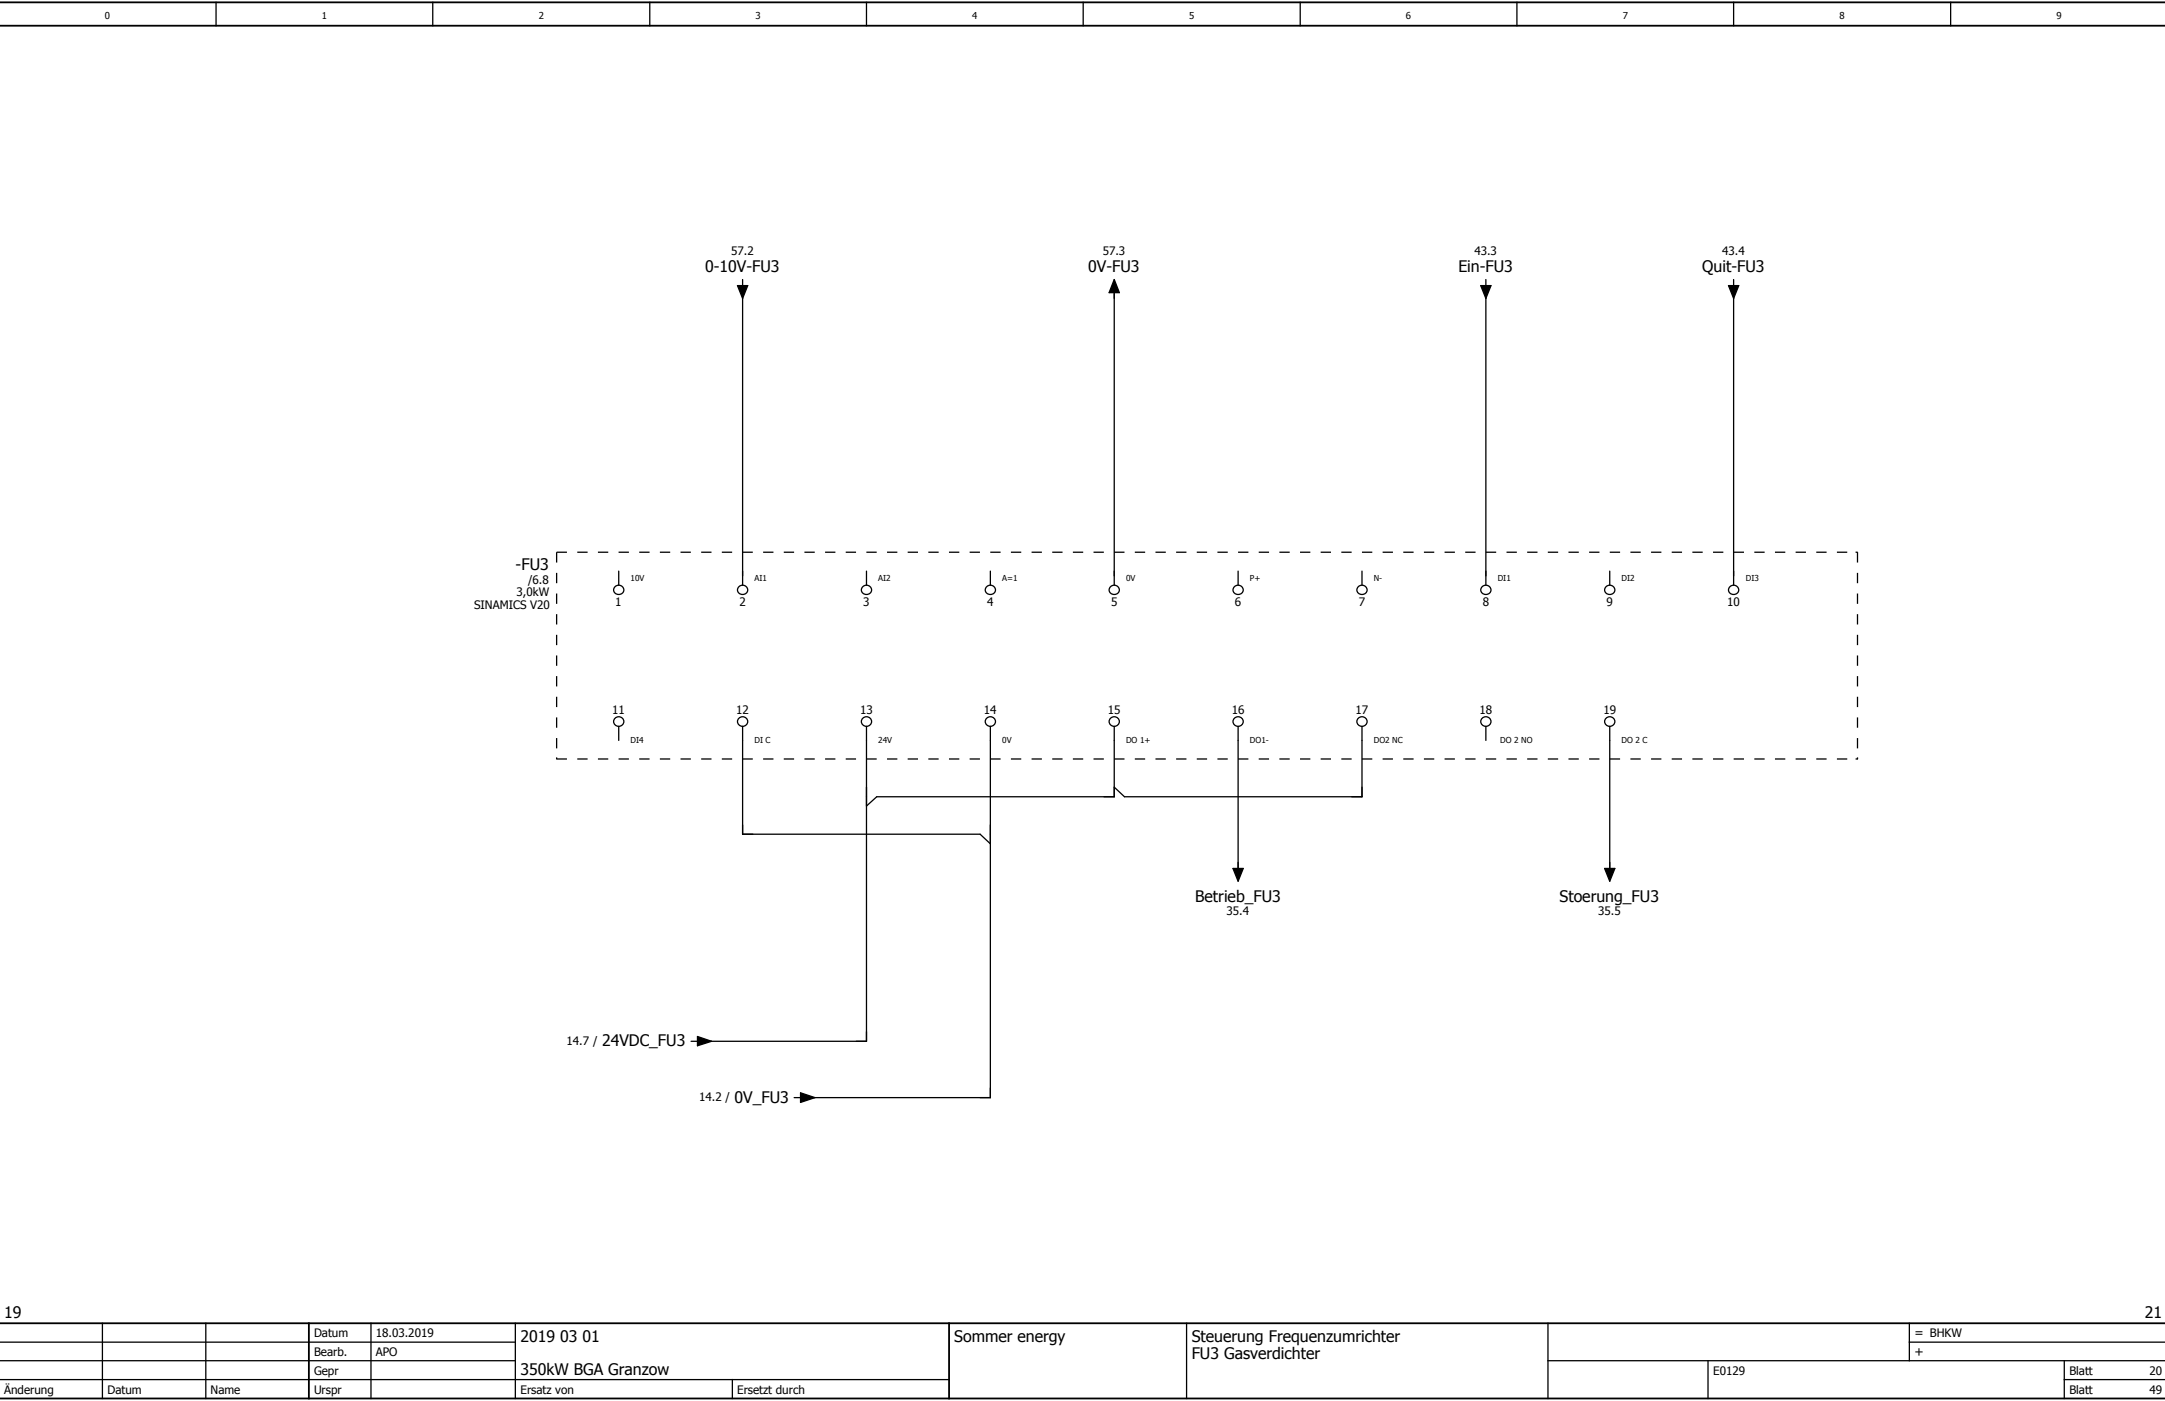 0 1 2 3 4 5 6 7 8 9
57.2 57.3 43.3 43.4
0-10V-FU3 0V-FU3 Ein-FU3 Quit-FU3
-FU3
/6.8
3,0kW
SINAMICS V20
10V AI1 AI2 A=1 0V P+ N- DI1 DI2 DI3
1 2 3 4 5 6 7 8 9 10
11 12 13 14 15 16 17 18 19
DI4 DI C 24V 0V DO 1+ DO1- DO2 NC DO 2 NO DO 2 C
Betrieb_FU3 Stoerung_FU3
35.4 35.5
14.7 / 24VDC_FU3
14.2 / 0V_FU3
19 21
Datum 18.03.2019 2019 03 01 Sommer energy Steuerung Frequenzumrichter = BHKW
Bearb. APO FU3 Gasverdichter +
Gepr 350kW BGA Granzow E0129 Blatt 20
Änderung Datum Name Urspr Ersatz von Ersetzt durch Blatt 49